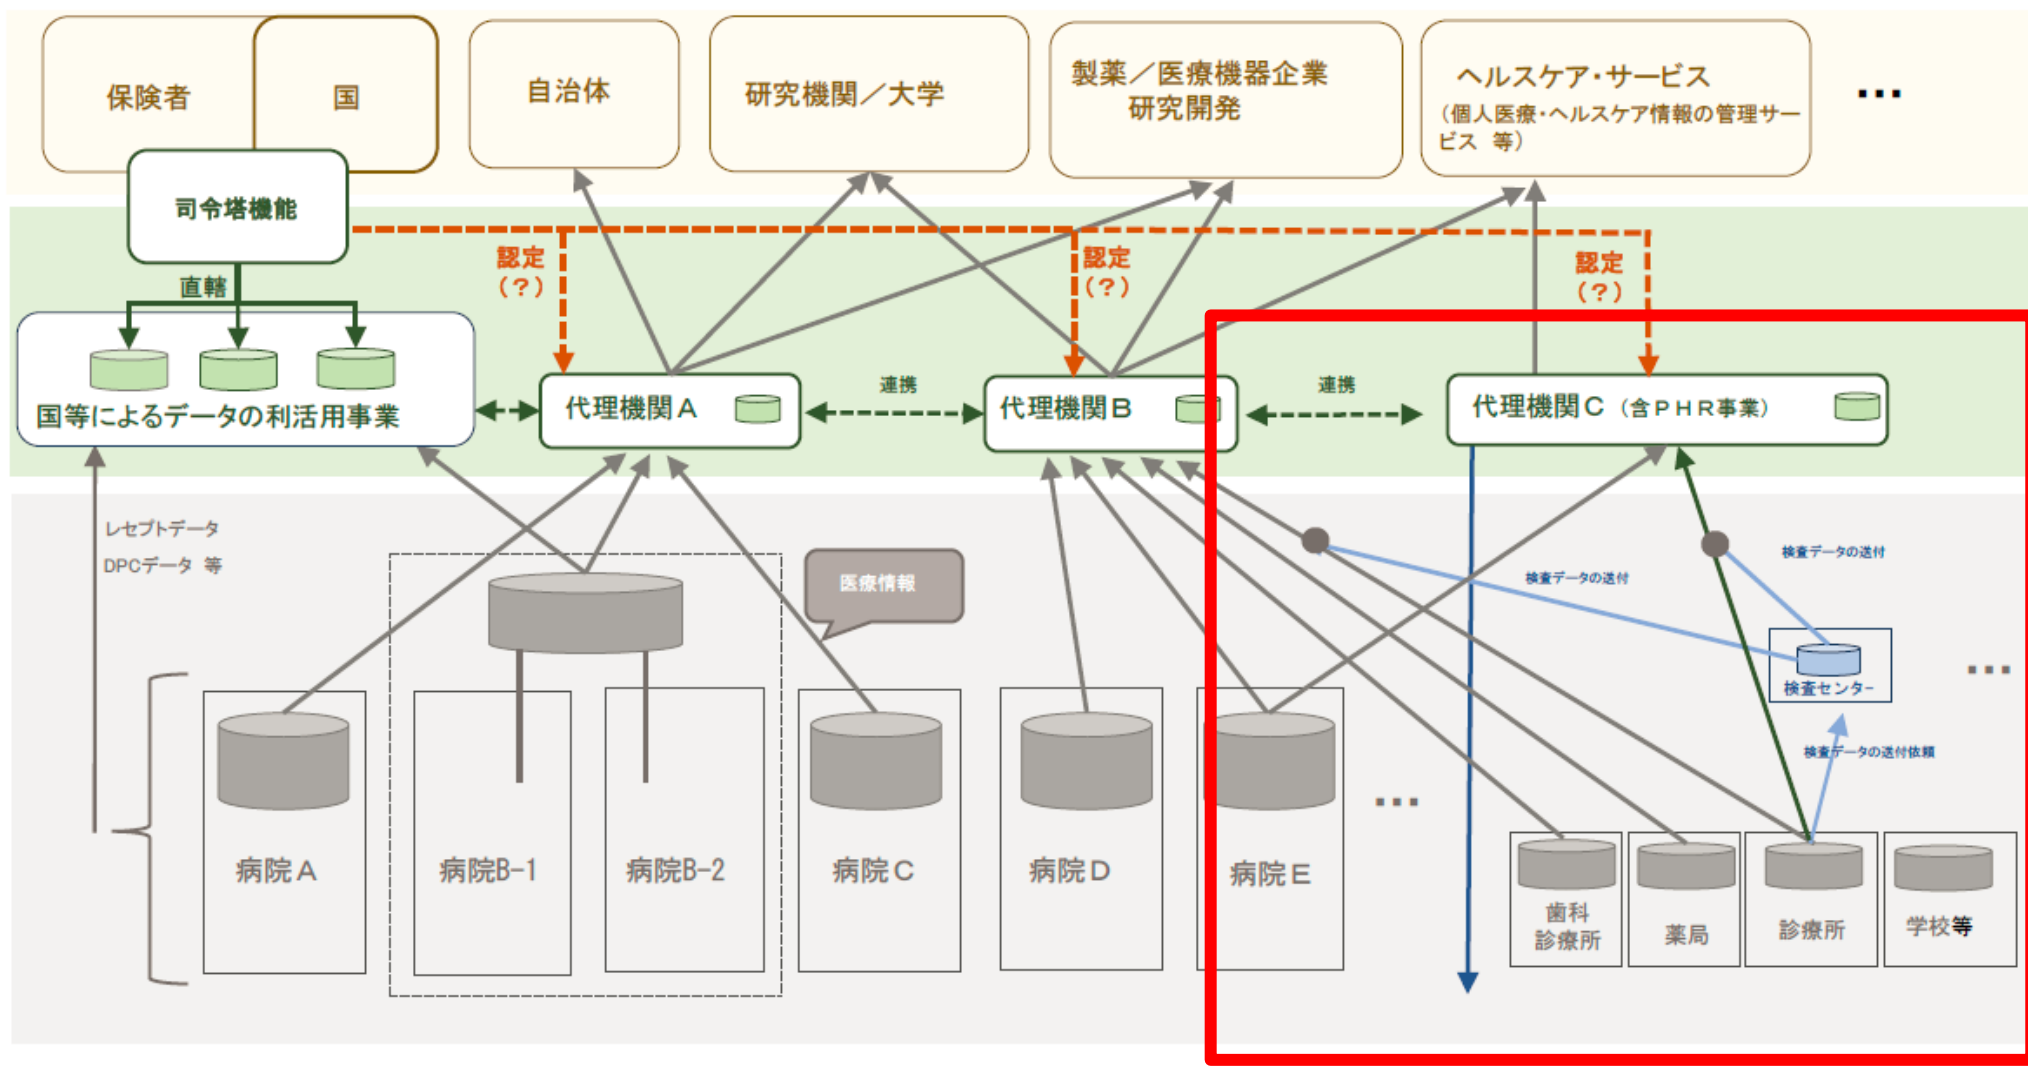 保険者
国
自治体
研究機関／大学
製薬／医療機器企業
研究開発
ヘルスケア・サービス
（個人医療・ヘルスケア情報の管理サー
ビス 等）
…
司令塔機能
直轄
認定
（？）
認定
（？）
認定
（？）
国等によるデータの利活用事業
代理機関Ａ
連携
代理機関Ｂ
連携
代理機関Ｃ（含ＰＨＲ事業）
レセプトデータ
DPCデータ 等
医療情報
検査データの送付
検査データの送付
検査センター
…
検査データの送付依頼
…
病院Ａ
病院B-1
病院B-2
病院Ｃ
病院Ｄ
病院Ｅ
歯科
診療所
薬局
診療所
学校等